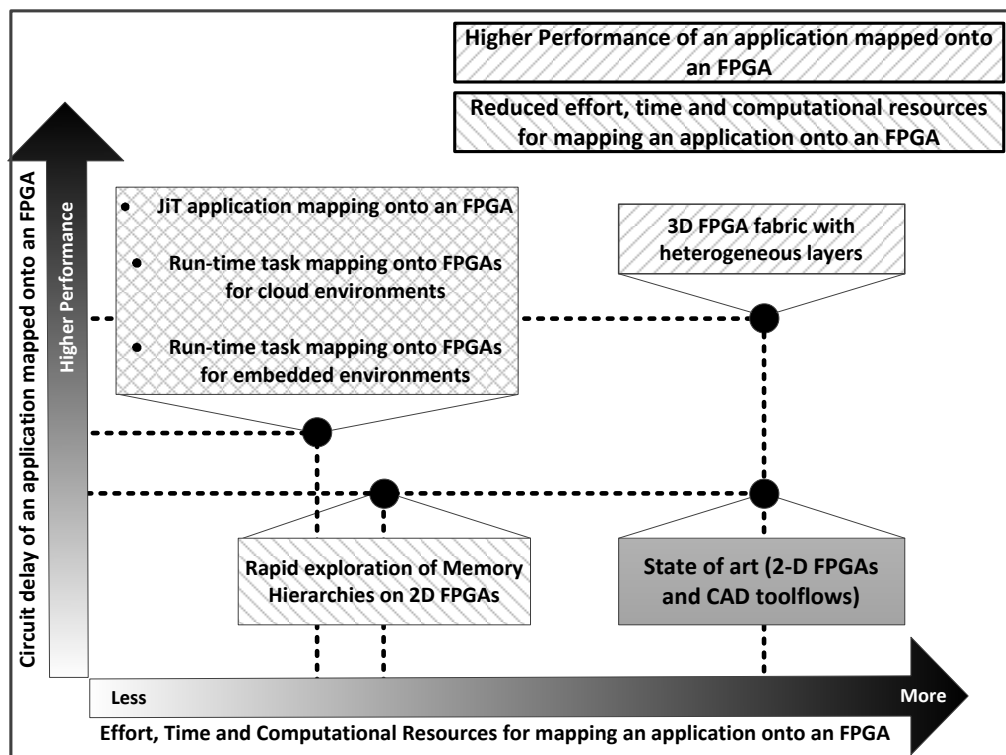 Higher Performance of an application mapped onto
an FPGA
Reduced effort, time and computational resources
for mapping an application onto an FPGA
Circuit delay of an application mapped onto an FPGA
Higher Performance
• JiT application mapping onto an FPGA
• Run-time task mapping onto FPGAs
for cloud environments
• Run-time task mapping onto FPGAs
for embedded environments
3D FPGA fabric with
heterogeneous layers
Rapid exploration of Memory
Hierarchies on 2D FPGAs
State of art (2-D FPGAs
and CAD toolflows)
Less
More
Effort, Time and Computational Resources for mapping an application onto an FPGA